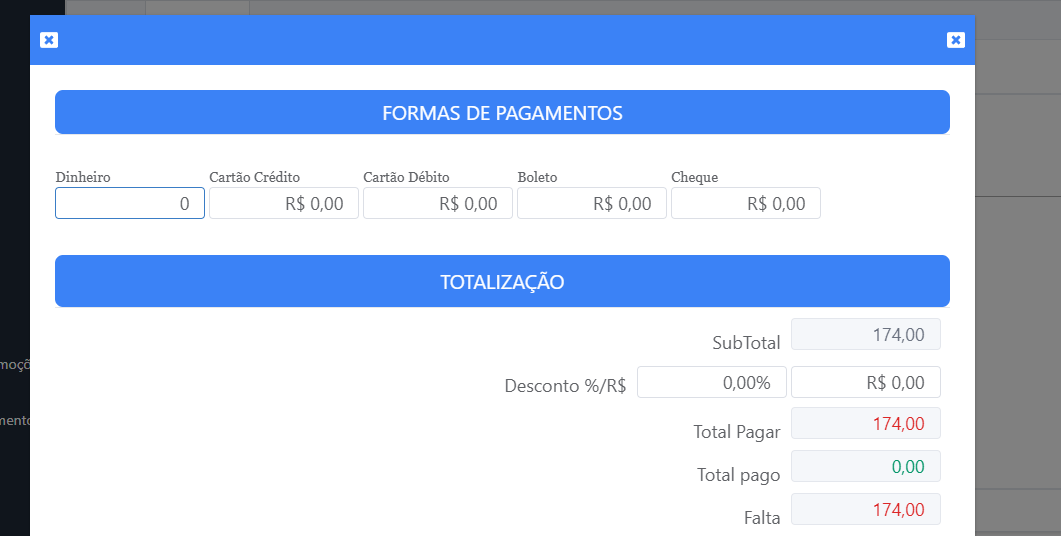 FORMAS DE PAGAMENTOS
Dinheiro Cartão Crédito Cartão Débito Boleto Cheque
0 R$ 0,00 R$ 0,00 R$ 0,00 R$ 0,00
TOTALIZAÇÃO
SubTotal 174,00
moçõ
Desconto %/R$ 0,00% R$ 0,00
mento
Total Pagar 174,00
Total pago 0,00
Falta 174,00